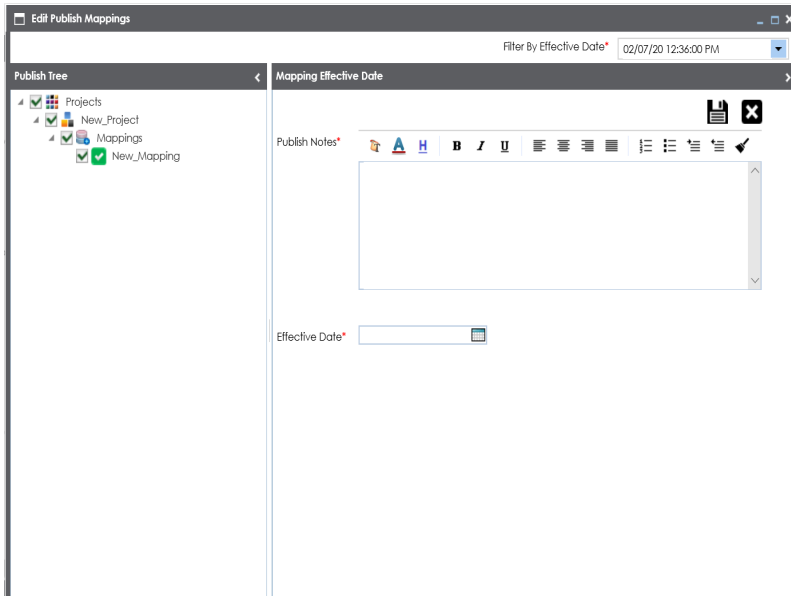 Edit Publish Mappings
Filter By Effective Date* 02/07/20 12:36:00 PM
Publish Tree
Mapping Effective Date
Projects
New_Project
Mappings
New_Mapping
Publish Notes*
A H B I U
Effective Date*